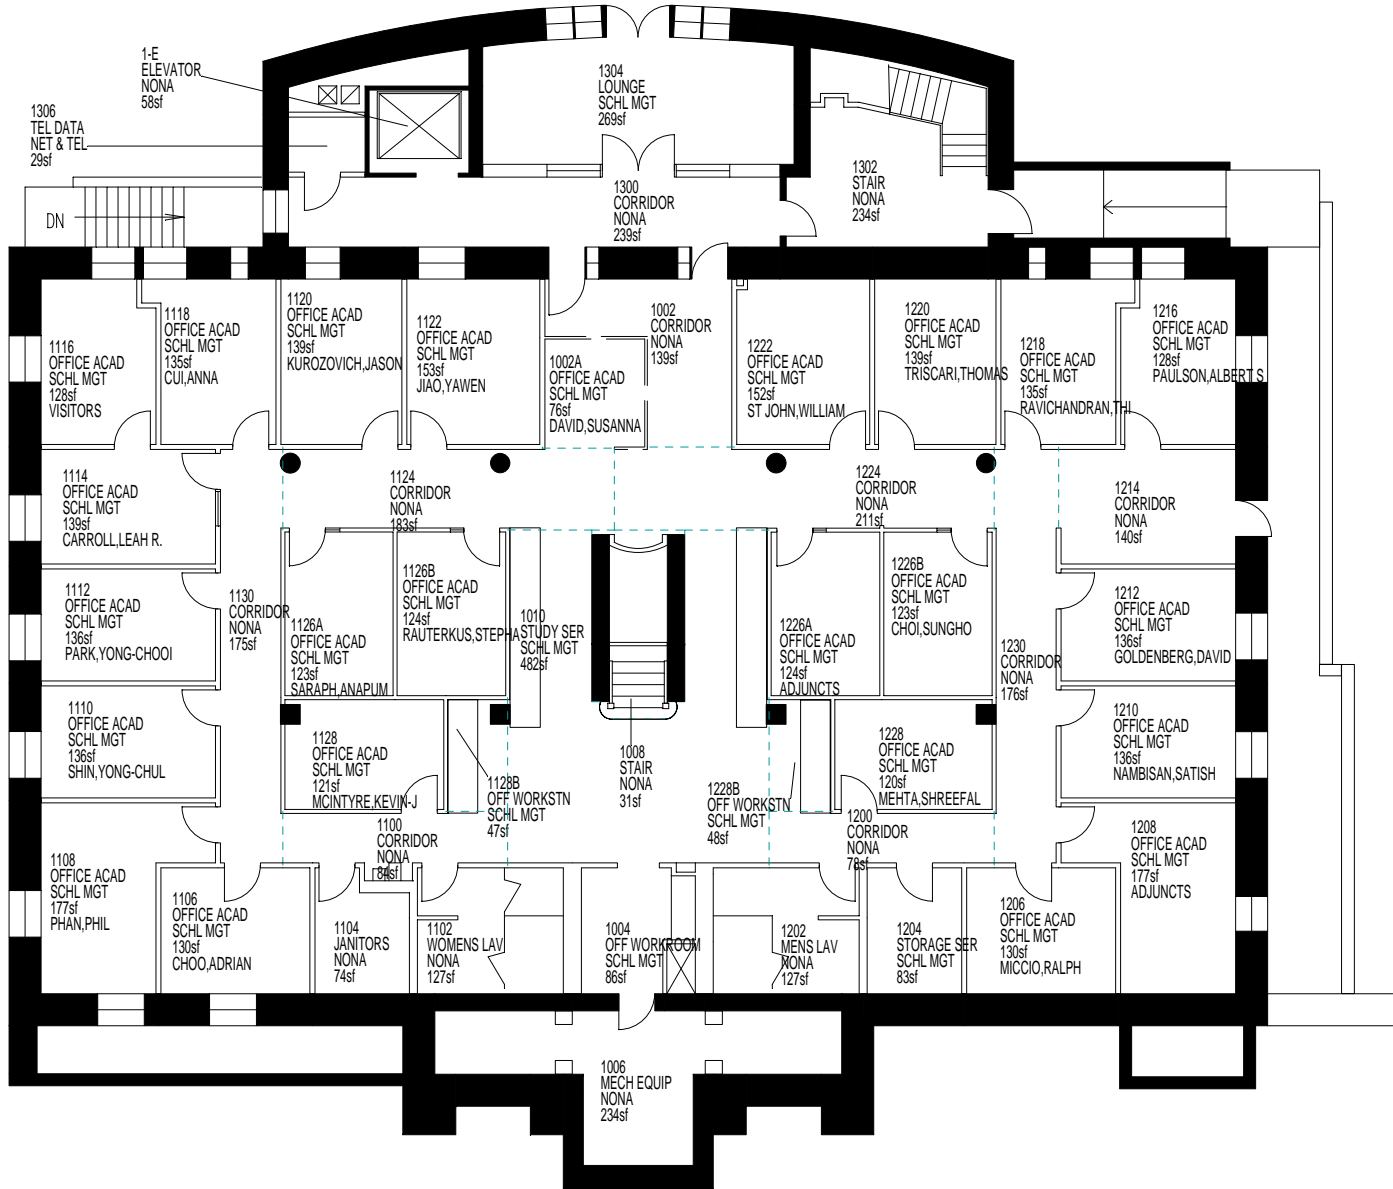 1-E
ELEVATOR
NONA
58sf
1306
TEL DATA
NET & TEL
29sf
1304
LOUNGE
SCHL MGT
269sf
1300
CORRIDOR
NONA
239sf
1302
STAIR
NONA
234sf
DN
1116
OFFICE ACAD
SCHL MGT
128sf
VISITORS
1118
OFFICE ACAD
SCHL MGT
135sf
CUI,ANNA
1120
OFFICE ACAD
SCHL MGT
139sf
KUROZOVICH,JASON
1122
OFFICE ACAD
SCHL MGT
153sf
JIAO,YAWEN
1002A
OFFICE ACAD
SCHL MGT
76sf
DAVID,SUSANNA
1002
CORRIDOR
NONA
139sf
1222
OFFICE ACAD
SCHL MGT
152sf
ST JOHN,WILLIAM
1220
OFFICE ACAD
SCHL MGT
139sf
TRISCARI,THOMAS
1218
OFFICE ACAD
SCHL MGT
135sf
RAVICHANDRAN,THI
1216
OFFICE ACAD
SCHL MGT
128sf
PAULSON,ALBERT S.
1114
OFFICE ACAD
SCHL MGT
139sf
CARROLL,LEAH R.
1124
CORRIDOR
NONA
183sf
1224
CORRIDOR
NONA
211sf
1214
CORRIDOR
NONA
140sf
1112
OFFICE ACAD
SCHL MGT
136sf
PARK,YONG-CHOOI
1130
CORRIDOR
NONA
175sf
1126A
OFFICE ACAD
SCHL MGT
123sf
SARAPH,ANAPUM
1126B
OFFICE ACAD
SCHL MGT
124sf
RAUTERKUS,STEPHA
1010
STUDY SER
SCHL MGT
482sf
1226A
OFFICE ACAD
SCHL MGT
124sf
ADJUNCTS
1226B
OFFICE ACAD
SCHL MGT
123sf
CHOI,SUNGHO
1230
CORRIDOR
NONA
176sf
1212
OFFICE ACAD
SCHL MGT
136sf
GOLDENBERG,DAVID
1110
OFFICE ACAD
SCHL MGT
136sf
SHIN,YONG-CHUL
1128
OFFICE ACAD
SCHL MGT
121sf
MCINTYRE,KEVIN-J
1128B
OFF WORKSTN
SCHL MGT
47sf
1008
STAIR
NONA
31sf
1228B
OFF WORKSTN
SCHL MGT
48sf
1228
OFFICE ACAD
SCHL MGT
120sf
MEHTA,SHREEFAL
1210
OFFICE ACAD
SCHL MGT
136sf
NAMBISAN,SATISH
1100
CORRIDOR
NONA
84sf
1200
CORRIDOR
NONA
78sf
1108
OFFICE ACAD
SCHL MGT
177sf
PHAN,PHIL
1106
OFFICE ACAD
SCHL MGT
130sf
CHOO,ADRIAN
1104
JANITORS
NONA
74sf
1102
WOMENS LAV
NONA
127sf
1004
OFF WORKROOM
SCHL MGT
86sf
1202
MENS LAV
NONA
127sf
1204
STORAGE SER
SCHL MGT
83sf
1206
OFFICE ACAD
SCHL MGT
130sf
MICCIO,RALPH
1208
OFFICE ACAD
SCHL MGT
177sf
ADJUNCTS
1006
MECH EQUIP
NONA
234sf